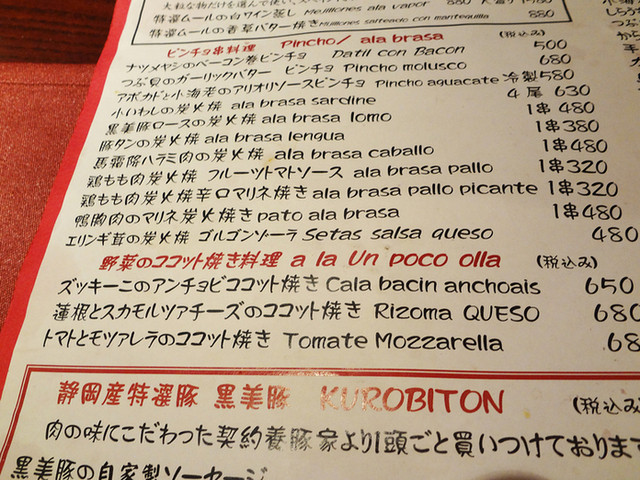 特選ムールの白ワイン蒸し Mejillones ala vapor 880
特選ムールの香草バター焼き Mijillones salteado con mantequilla 880
ピンチョ串料理 Pincho/ ala brasa (税込み)
ナツメヤシのベーコン巻ピンチョ Datil con Bacon 500
つぶ貝のガーリックバター ピンチョ Pincho molusco 680
アボカドと小海老のアリオリソースピンチョ Pincho aguacate 冷製580
小いわしの炭火焼 ala brasa sardine 4尾 630
黒美豚ロースの炭火焼 ala brasa lomo 1串480
豚タンの炭火焼 ala brasa lengua 1串380
馬霜降ハラミ肉の炭火焼 ala brasa caballo 1串480
鶏もも肉炭火焼 フルーツトマトソース ala brasa pallo 1串320
鶏もも肉炭火焼辛口マリネ焼き ala brasa pallo picante 1串320
鴨胸肉のマリネ炭火焼き pato ala brasa 1串480
エリンギ茸の炭火焼 ゴルゴンゾーラ Setas salsa queso 480
野菜のココット焼き料理 a la Un poco olla (税込み)
ズッキーニのアンチョビココット焼き Cala bacin anchoais 650
蓮根とスカモルツァチーズのココット焼き Rizoma QUESO 680
トマトとモツァレラのココット焼き Tomate Mozzarella 68
静岡産特選豚 黒美豚 KUROBITON (税込み)
肉の味にこだわった契約養豚家より1頭ごと買いつけております
黒美豚の自家製ソーセージ